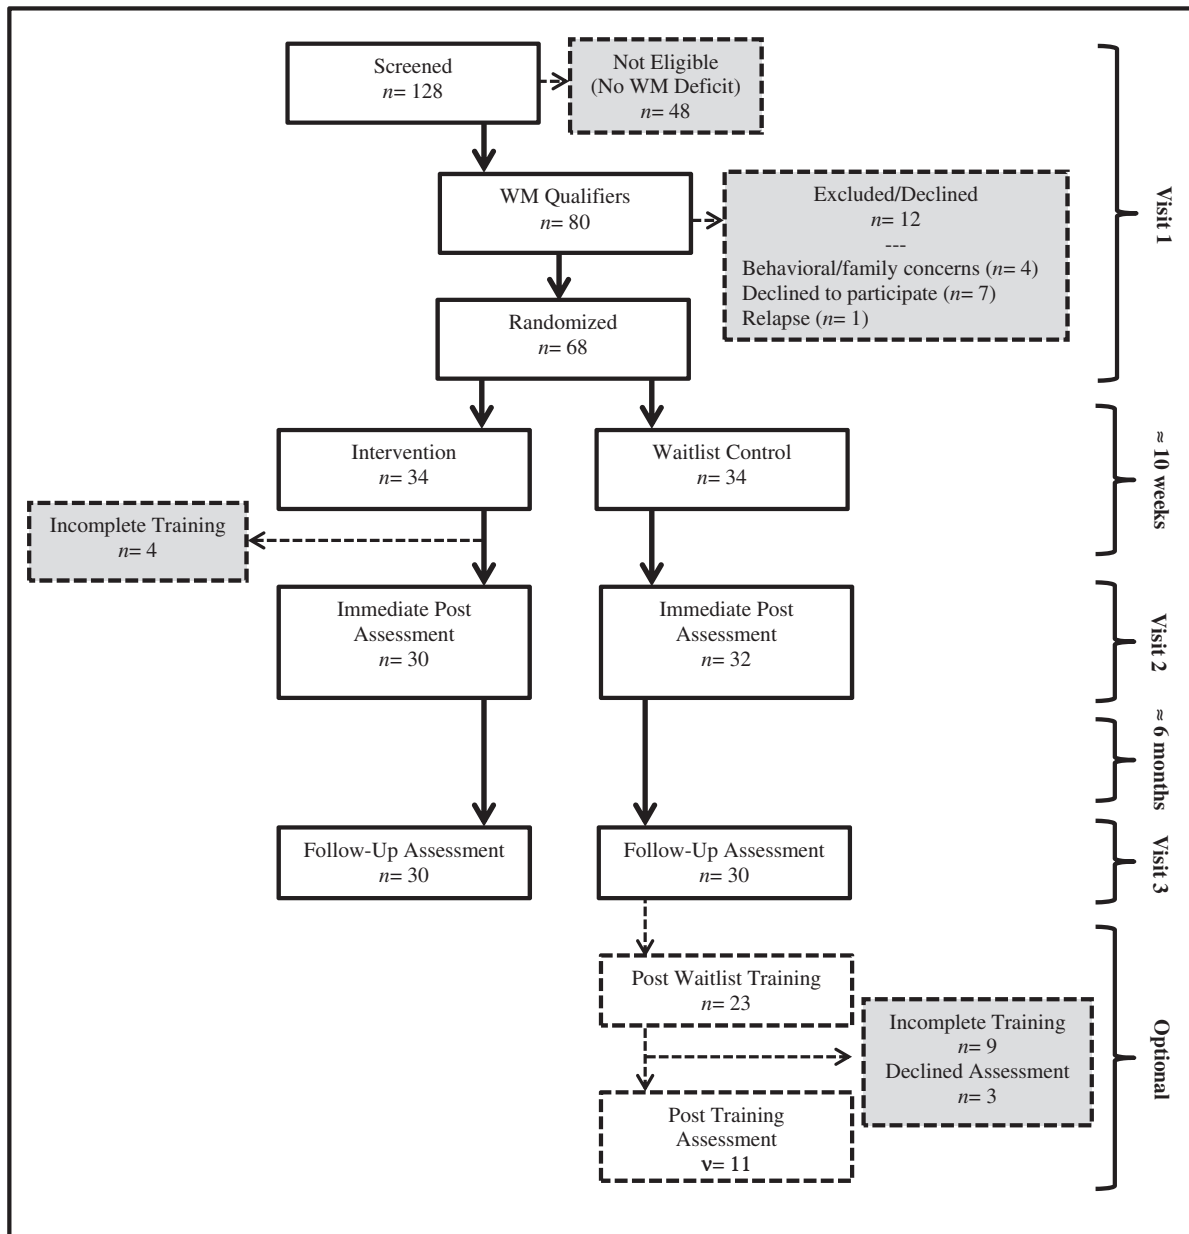 Screened
n= 128
Not Eligible
(No WM Deficit)
n= 48
WM Qualifiers
n= 80
Excluded/Declined
n= 12
---
Behavioral/family concerns (n= 4)
Declined to participate (n= 7)
Relapse (n= 1)
Randomized
n= 68
Visit 1
Intervention
n= 34
Waitlist Control
n= 34
≈ 10 weeks
Incomplete Training
n= 4
Immediate Post
Assessment
n= 30
Immediate Post
Assessment
n= 32
Visit 2
≈ 6 months
Follow-Up Assessment
n= 30
Follow-Up Assessment
n= 30
Visit 3
Post Waitlist Training
n= 23
Incomplete Training
n= 9
Declined Assessment
n= 3
Post Training
Assessment
ν= 11
Optional